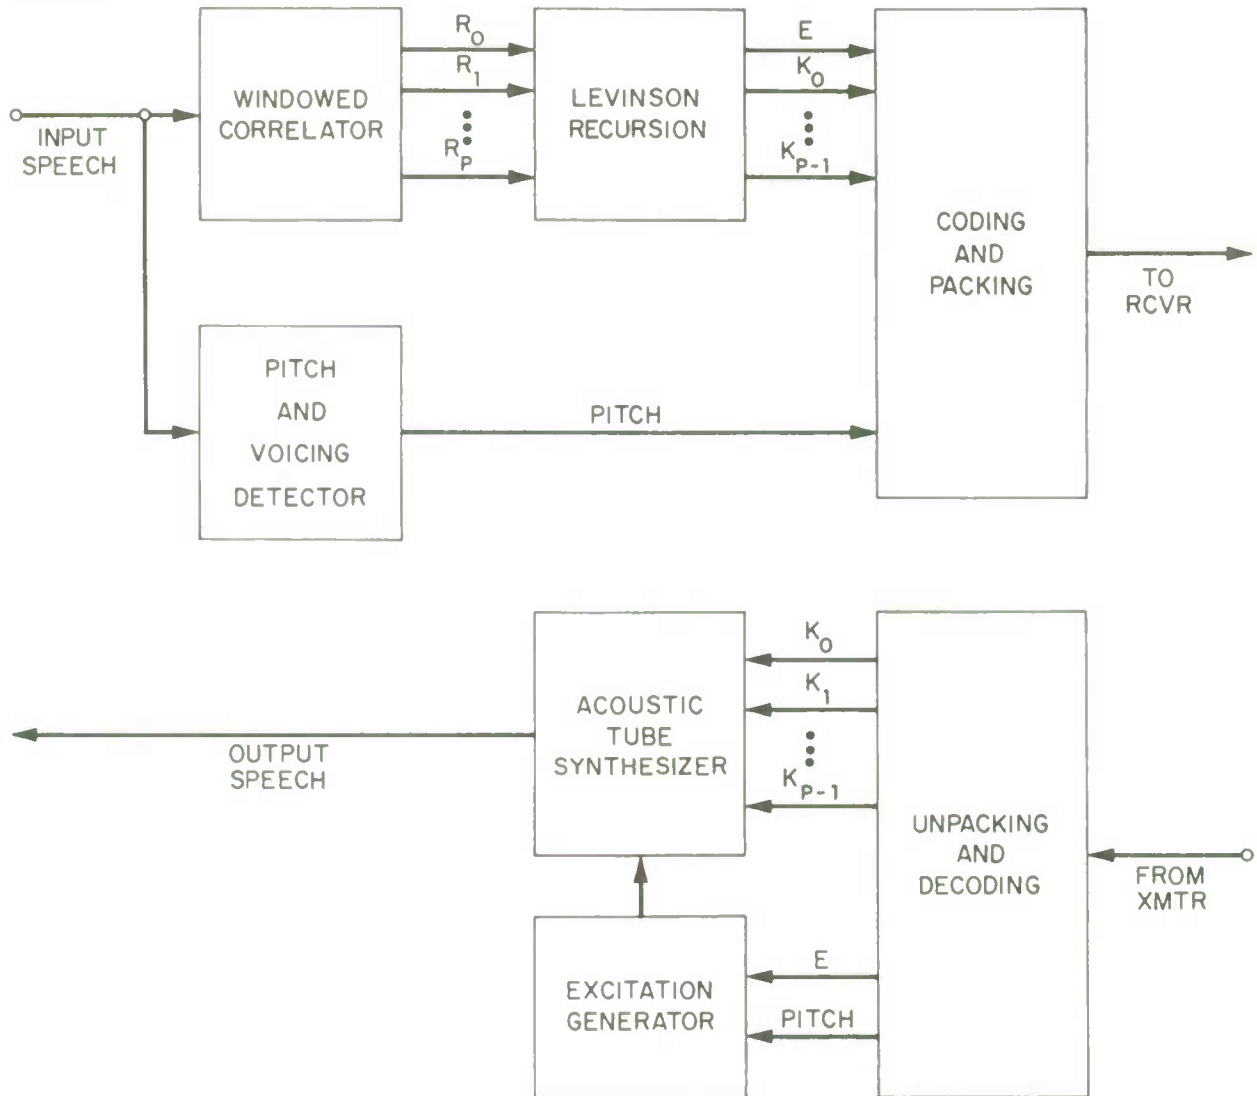 INPUT
SPEECH
WINDOWED
CORRELATOR
R0
R1
RP
LEVINSON
RECURSION
E
K0
KP-1
CODING
AND
PACKING
TO
RCVR
PITCH
AND
VOICING
DETECTOR
PITCH
OUTPUT
SPEECH
ACOUSTIC
TUBE
SYNTHESIZER
K0
K1
KP-1
UNPACKING
AND
DECODING
FROM
XMTR
EXCITATION
GENERATOR
E
PITCH